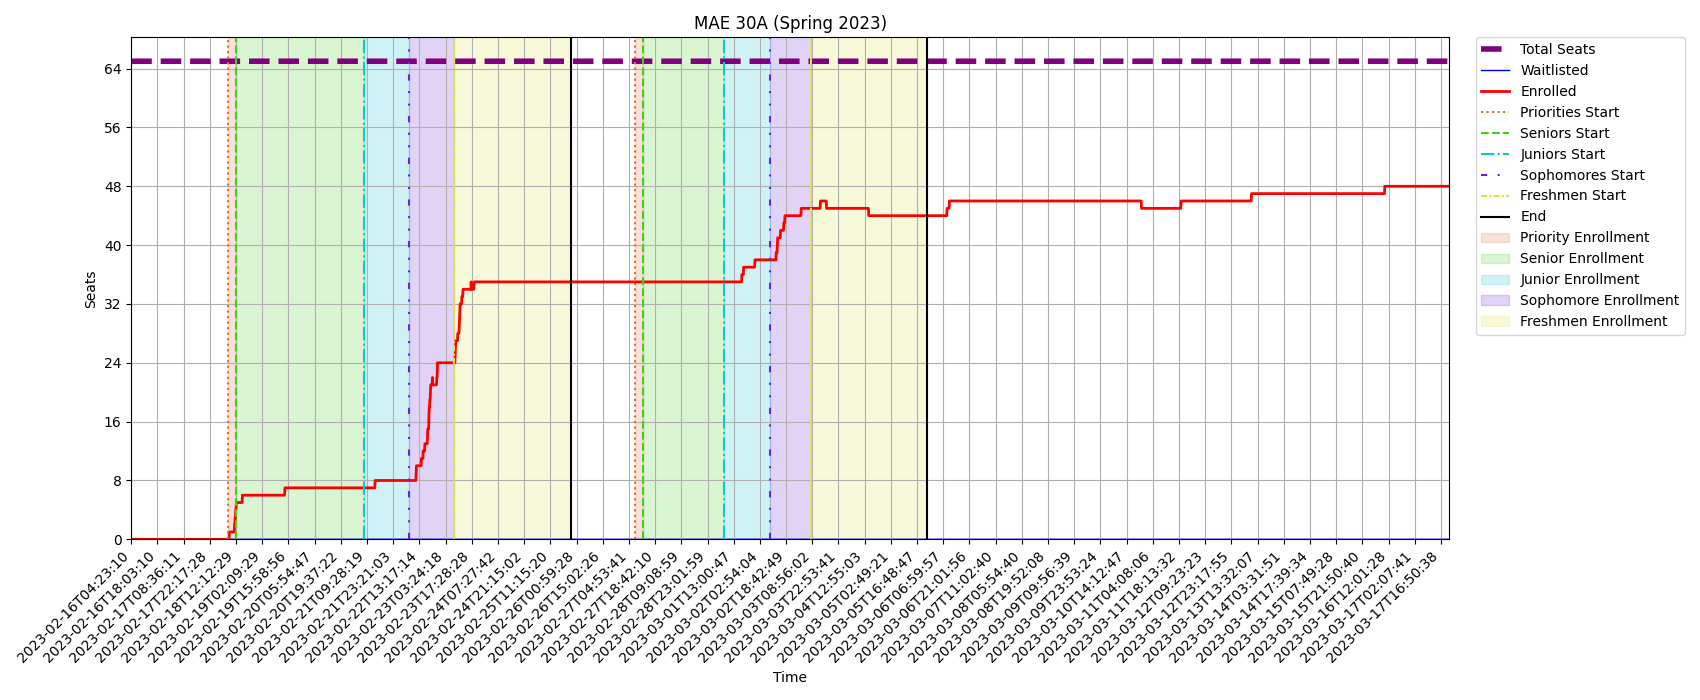 MAE 30A (Spring 2023)
Total Seats
Waitlisted
Enrolled
Priorities Start
Seniors Start
Juniors Start
Sophomores Start
Freshmen Start
End
Priority Enrollment
Senior Enrollment
Junior Enrollment
Sophomore Enrollment
Freshmen Enrollment
Seats
64
56
48
40
32
24
16
8
0
2023-02-16T04:23:10
2023-02-16T18:03:10
2023-02-17T08:36:11
2023-02-17T22:17:28
2023-02-18T12:12:29
2023-02-19T02:09:29
2023-02-19T15:58:56
2023-02-20T05:54:47
2023-02-20T19:37:22
2023-02-21T09:28:19
2023-02-21T23:21:03
2023-02-22T13:17:14
2023-02-23T03:24:18
2023-02-23T17:28:28
2023-02-24T07:27:42
2023-02-24T21:15:02
2023-02-25T11:15:20
2023-02-26T00:59:28
2023-02-26T15:02:26
2023-02-27T04:53:41
2023-02-27T18:42:10
2023-02-28T09:08:59
2023-02-28T23:01:59
2023-03-01T13:00:47
2023-03-02T02:54:04
2023-03-02T18:42:49
2023-03-03T08:56:02
2023-03-03T22:53:41
2023-03-04T12:55:03
2023-03-05T02:49:21
2023-03-05T16:48:47
2023-03-06T06:59:57
2023-03-06T21:01:56
2023-03-07T11:02:40
2023-03-08T05:54:40
2023-03-08T19:52:08
2023-03-09T09:56:39
2023-03-09T23:53:24
2023-03-10T14:12:47
2023-03-11T04:08:06
2023-03-11T18:13:32
2023-03-12T09:23:23
2023-03-12T23:17:55
2023-03-13T13:32:07
2023-03-14T03:31:51
2023-03-14T17:39:34
2023-03-15T07:49:28
2023-03-15T21:50:40
2023-03-16T12:01:28
2023-03-17T02:07:41
2023-03-17T16:50:38
Time